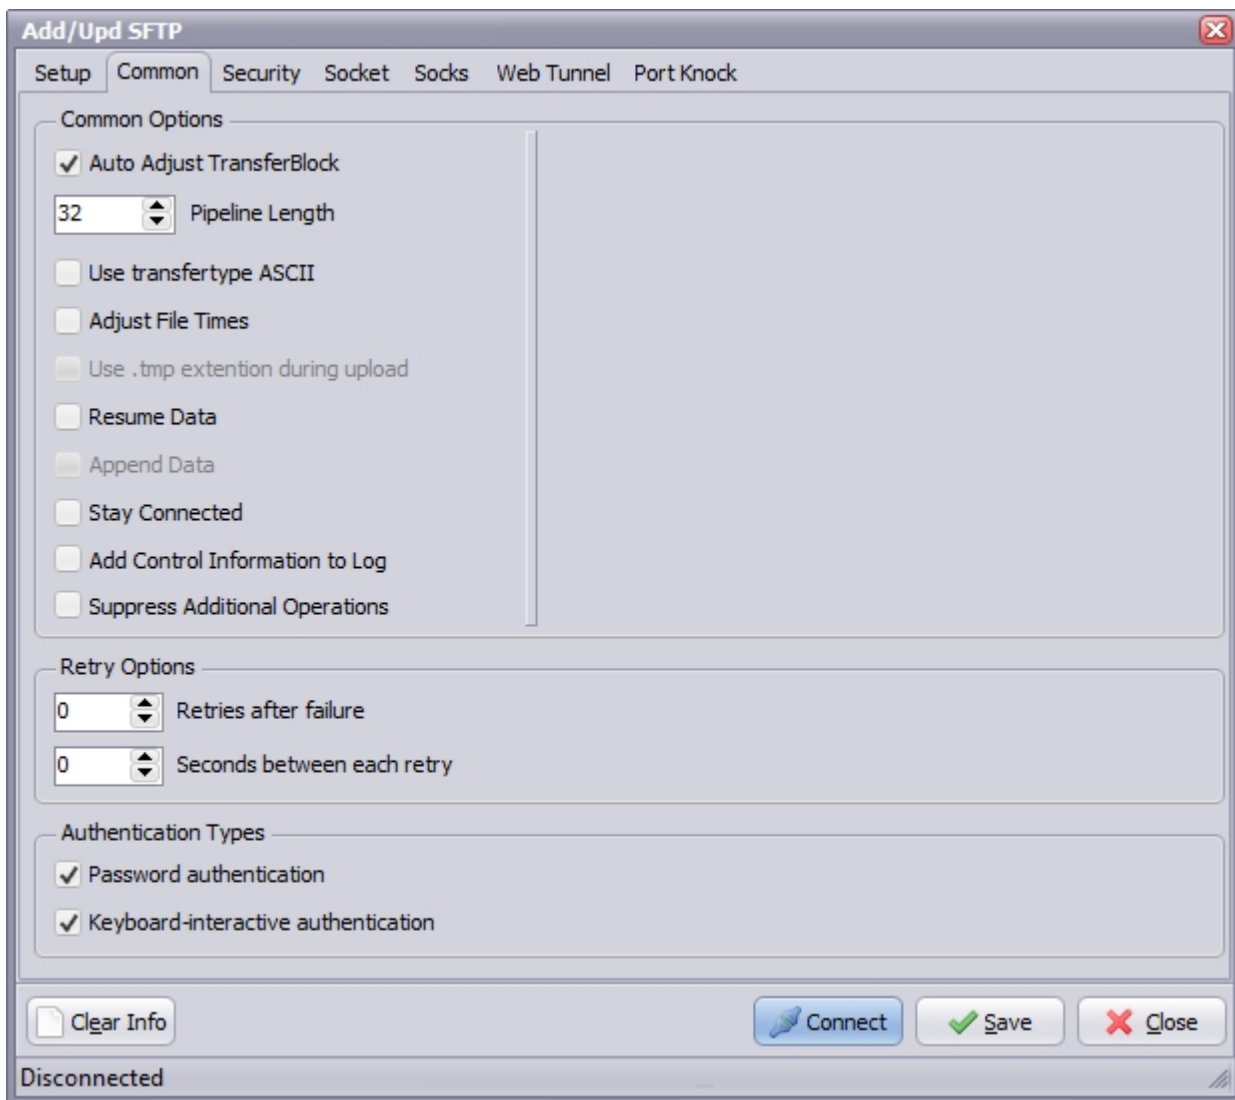 Add/Upd SFTP
Setup Common Security Socket Socks Web Tunnel Port Knock
Common Options
Auto Adjust TransferBlock
32 Pipeline Length
Use transfertype ASCII
Adjust File Times
Use .tmp extention during upload
Resume Data
Append Data
Stay Connected
Add Control Information to Log
Suppress Additional Operations
Retry Options
0 Retries after failure
0 Seconds between each retry
Authentication Types
Password authentication
Keyboard-interactive authentication
Clear Info Connect Save Close
Disconnected